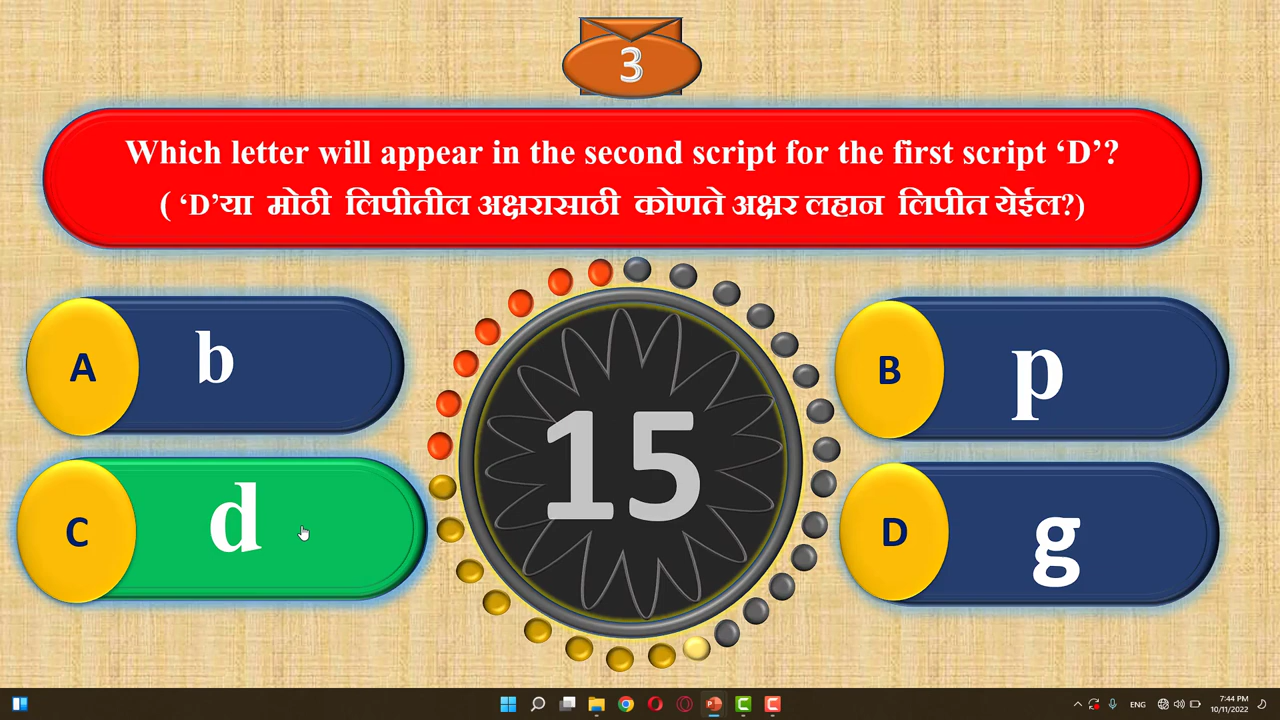 3
Which letter will appear in the second script for the first script ‘D’?
( ‘D’या मोठी लिपीतील अक्षरासाठी कोणते अक्षर लहान लिपीत येईल?)
A b
B p
15
C d
D g
ENG
7:44 PM
10/11/2022